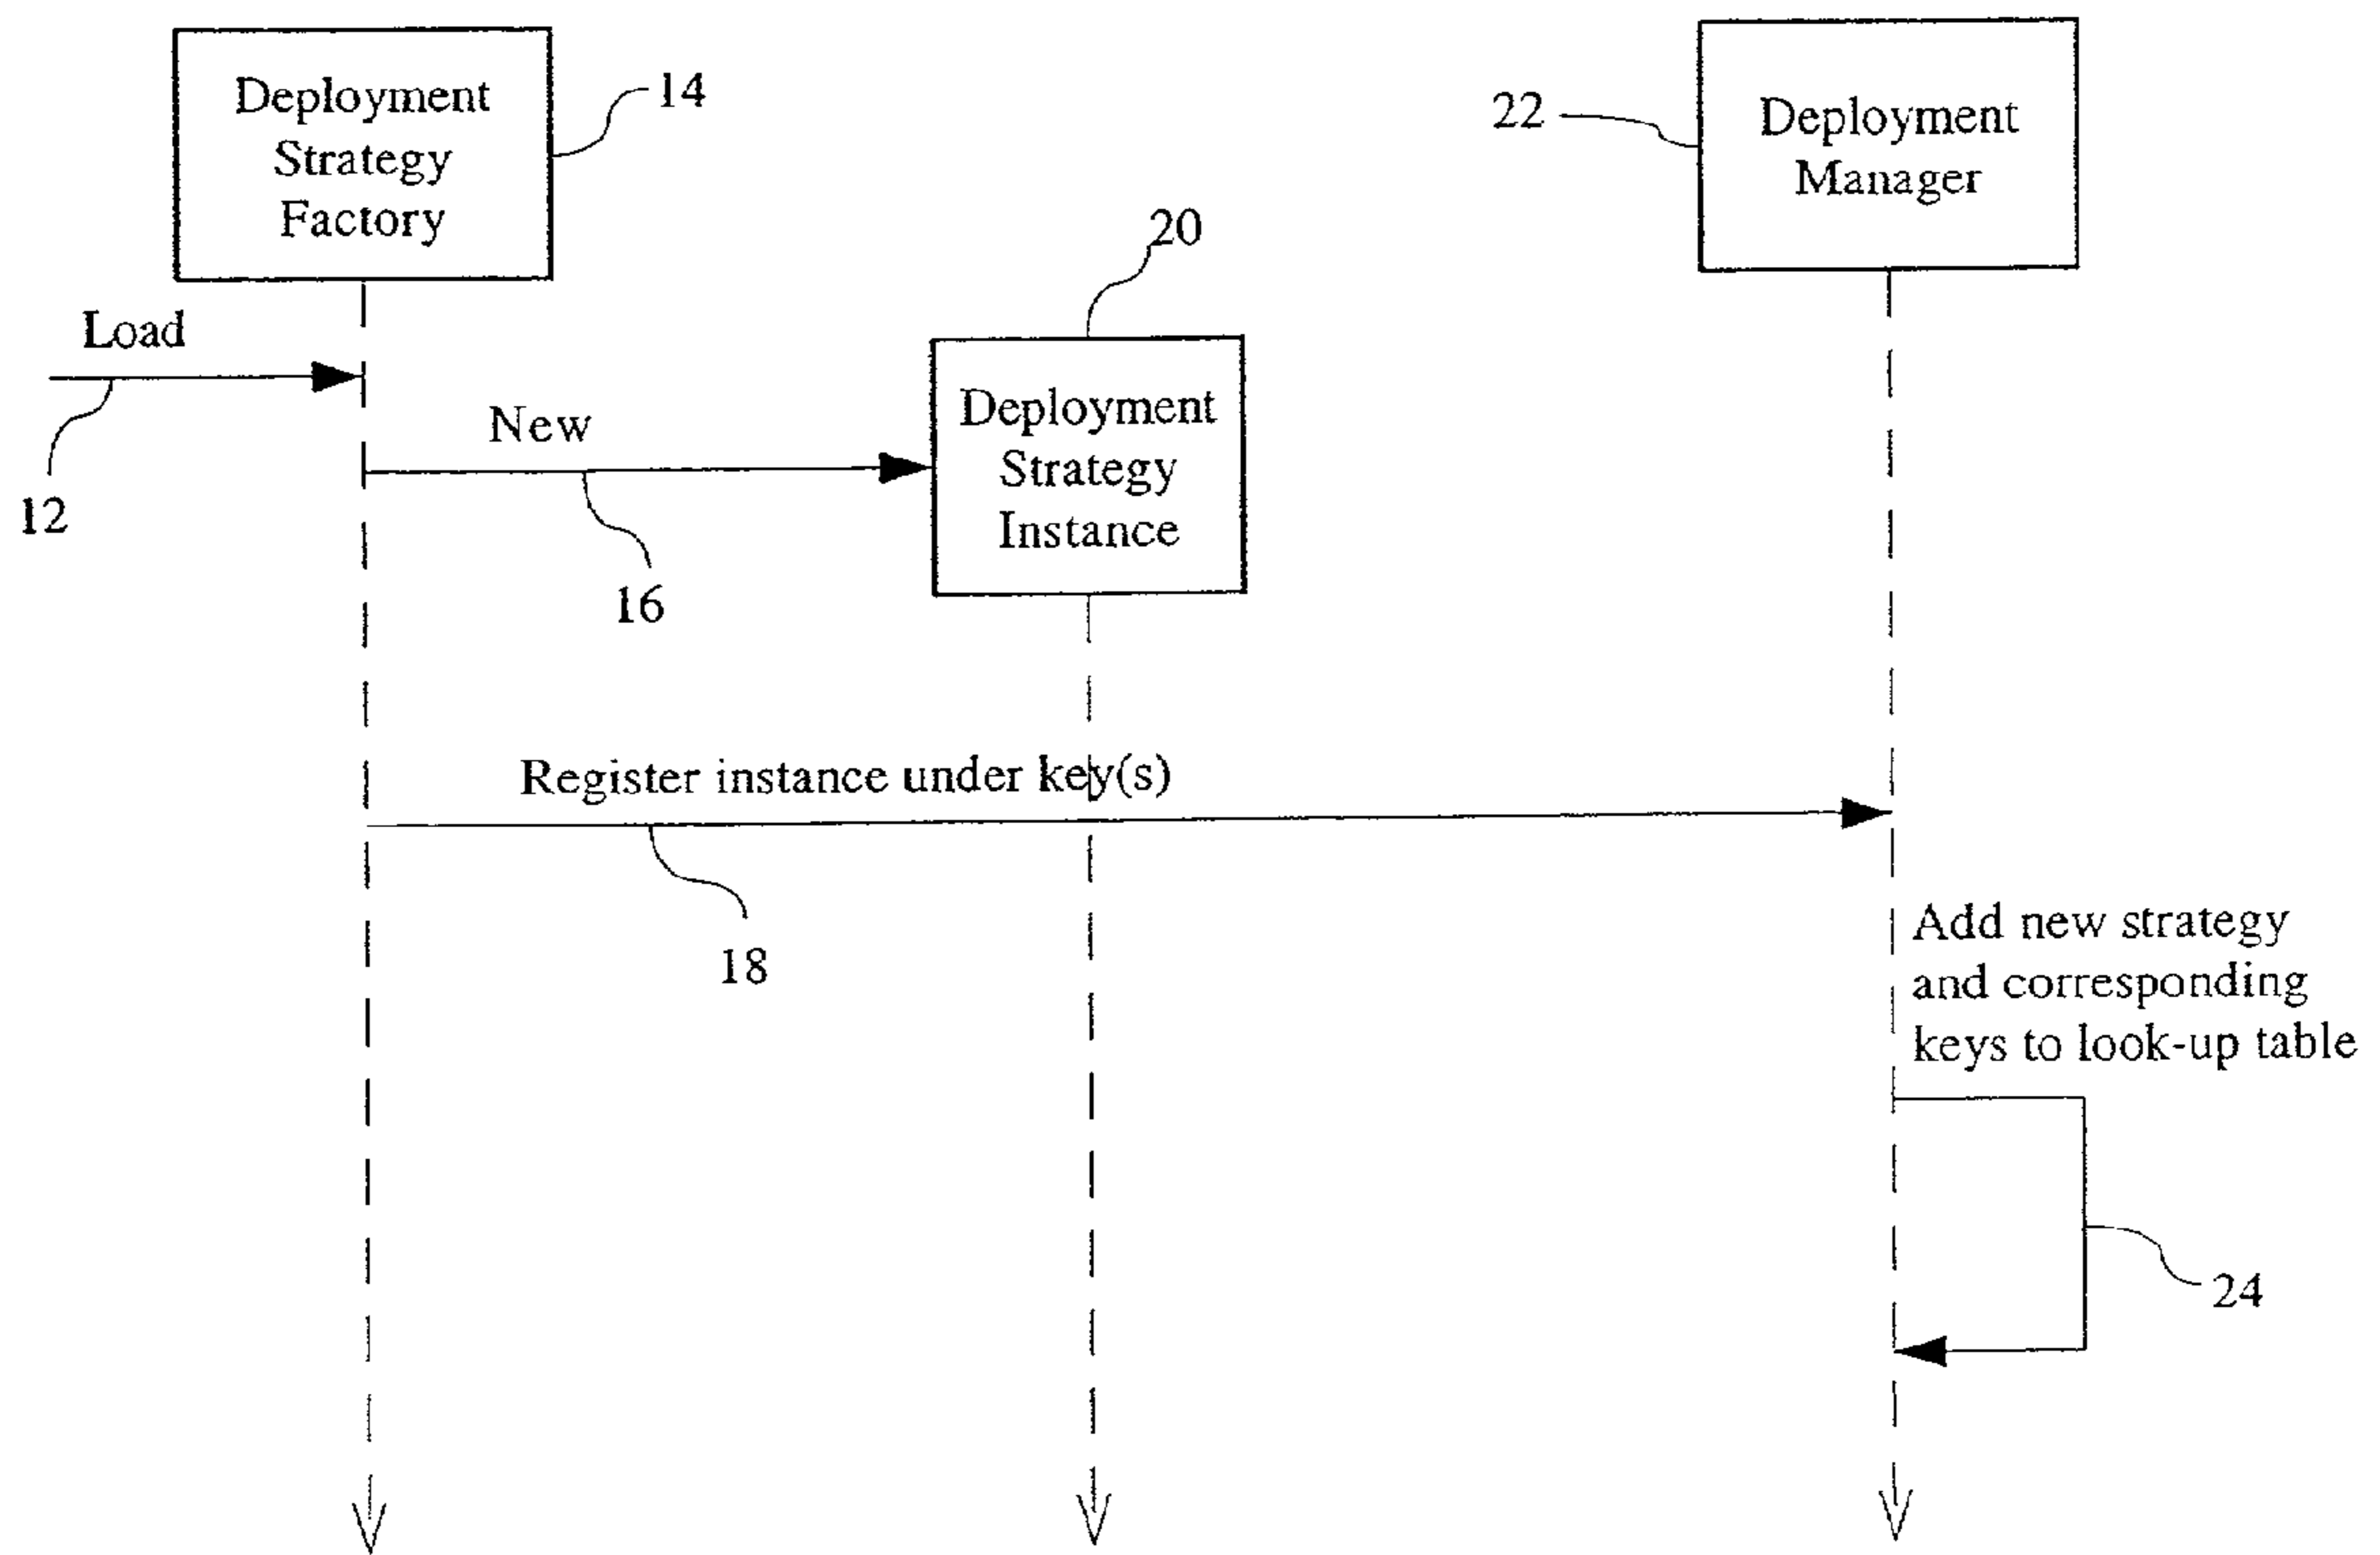 Deployment
Strategy
Factory
14
22
Deployment
Manager
20
Load
12
New
16
Deployment
Strategy
Instance
Register instance under key(s)
18
Add new strategy
and corresponding
keys to look-up table
24